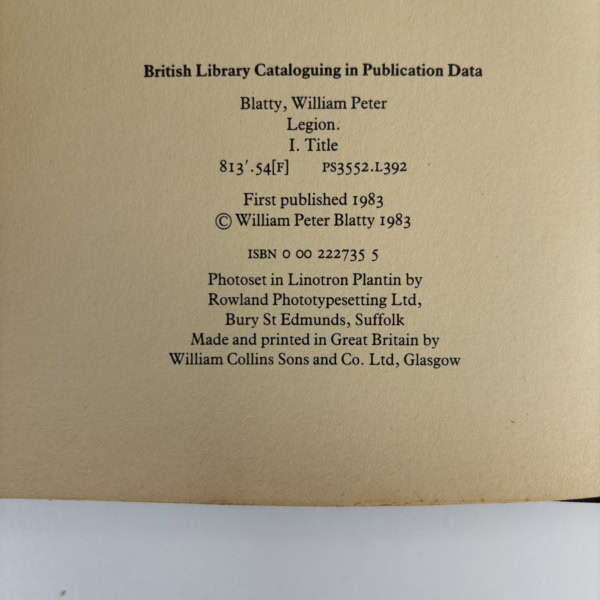 British Library Cataloguing in Publication Data
Blatty, William Peter
Legion.
I. Title
813'.54[F] PS3552.L392
First published 1983
© William Peter Blatty 1983
ISBN 0 00 222735 5
Photoset in Linotron Plantin by
Rowland Phototypesetting Ltd,
Bury St Edmunds, Suffolk
Made and printed in Great Britain by
William Collins Sons and Co. Ltd, Glasgow